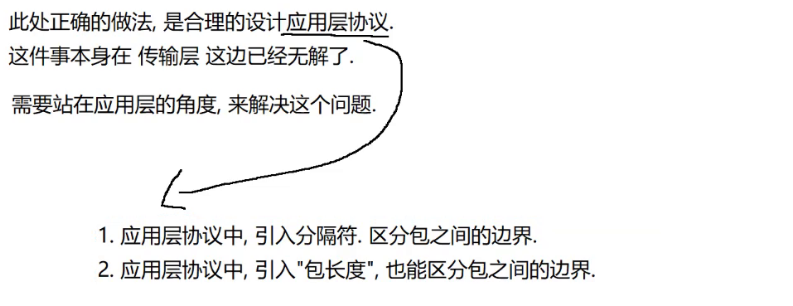 此处正确的做法, 是合理的设计应用层协议.
这件事本身在 传输层 这边已经无解了.
需要站在应用层的角度, 来解决这个问题.
1. 应用层协议中, 引入分隔符. 区分包之间的边界.
2. 应用层协议中, 引入"包长度", 也能区分包之间的边界.